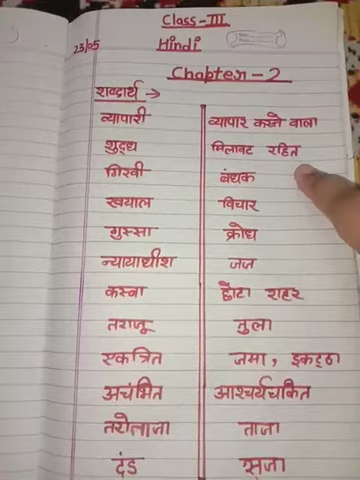 Class-III
23/05 Hindi
Chapter-2
शब्दार्थ →
व्यापारी व्यापार करने वाला
शुद्ध मिलावट रहित
गिरवी बंधक
खयाल विचार
गुस्सा क्रोध
न्यायाधीश जज
कस्बा छोटा शहर
तराजू तुला
एकत्रित जमा, इकट्ठा
अचंभित आश्चर्यचकित
तरोताजा ताजा
दंड सजा